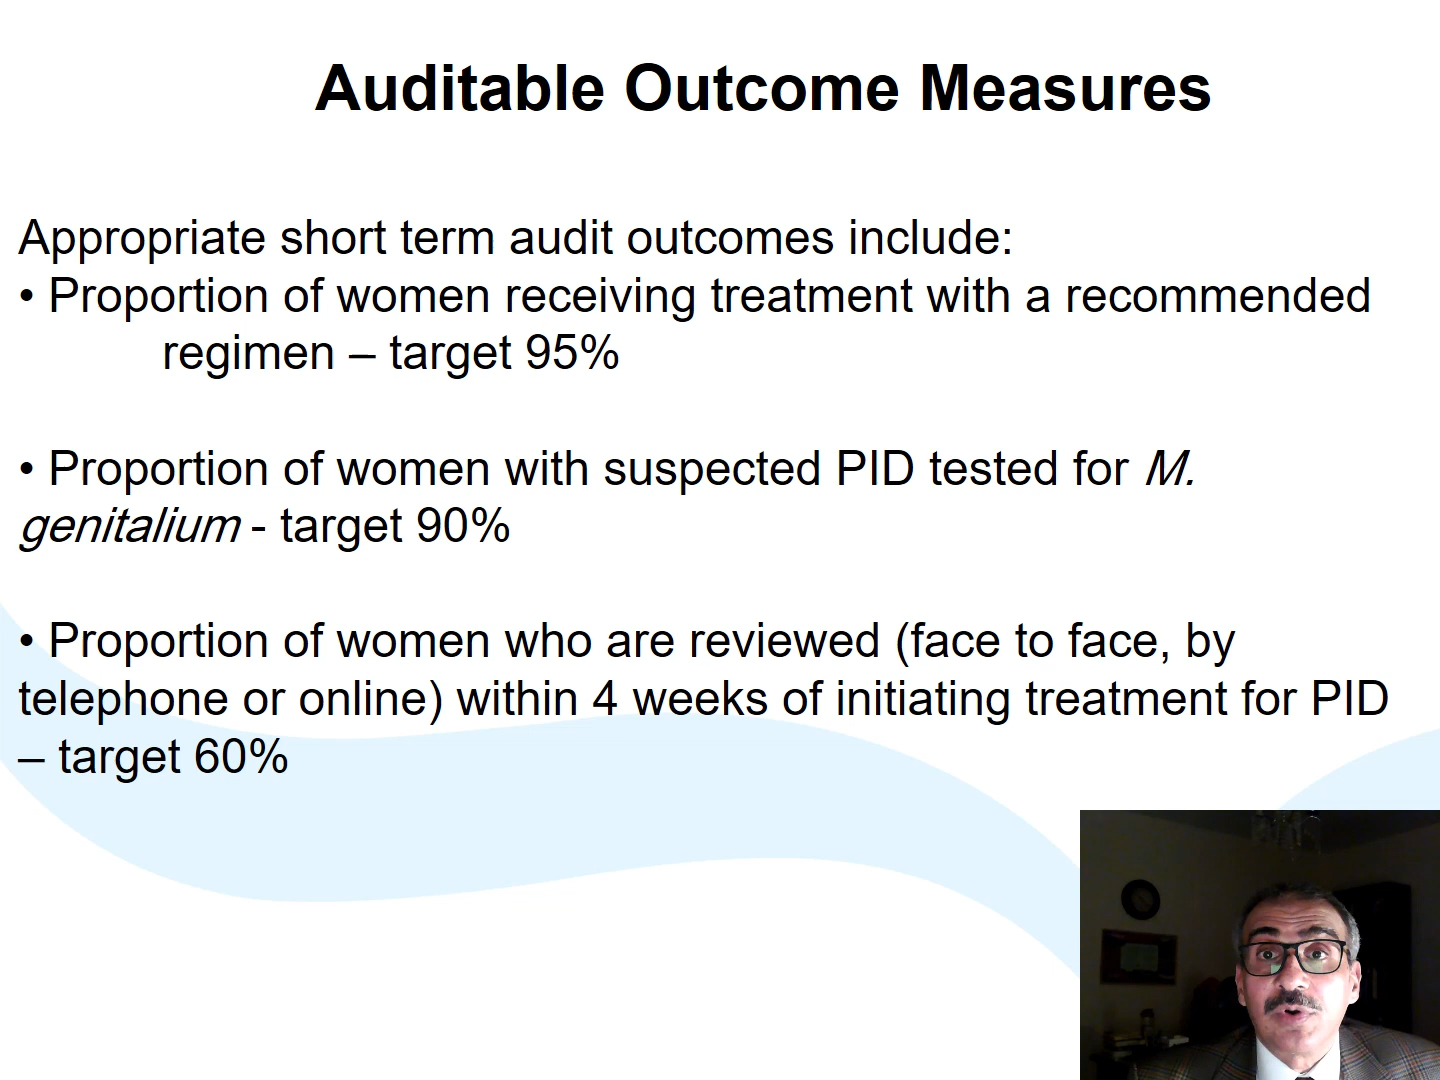 Auditable Outcome Measures
Appropriate short term audit outcomes include:
• Proportion of women receiving treatment with a recommended
regimen – target 95%
• Proportion of women with suspected PID tested for M.
genitalium - target 90%
• Proportion of women who are reviewed (face to face, by
telephone or online) within 4 weeks of initiating treatment for PID
– target 60%